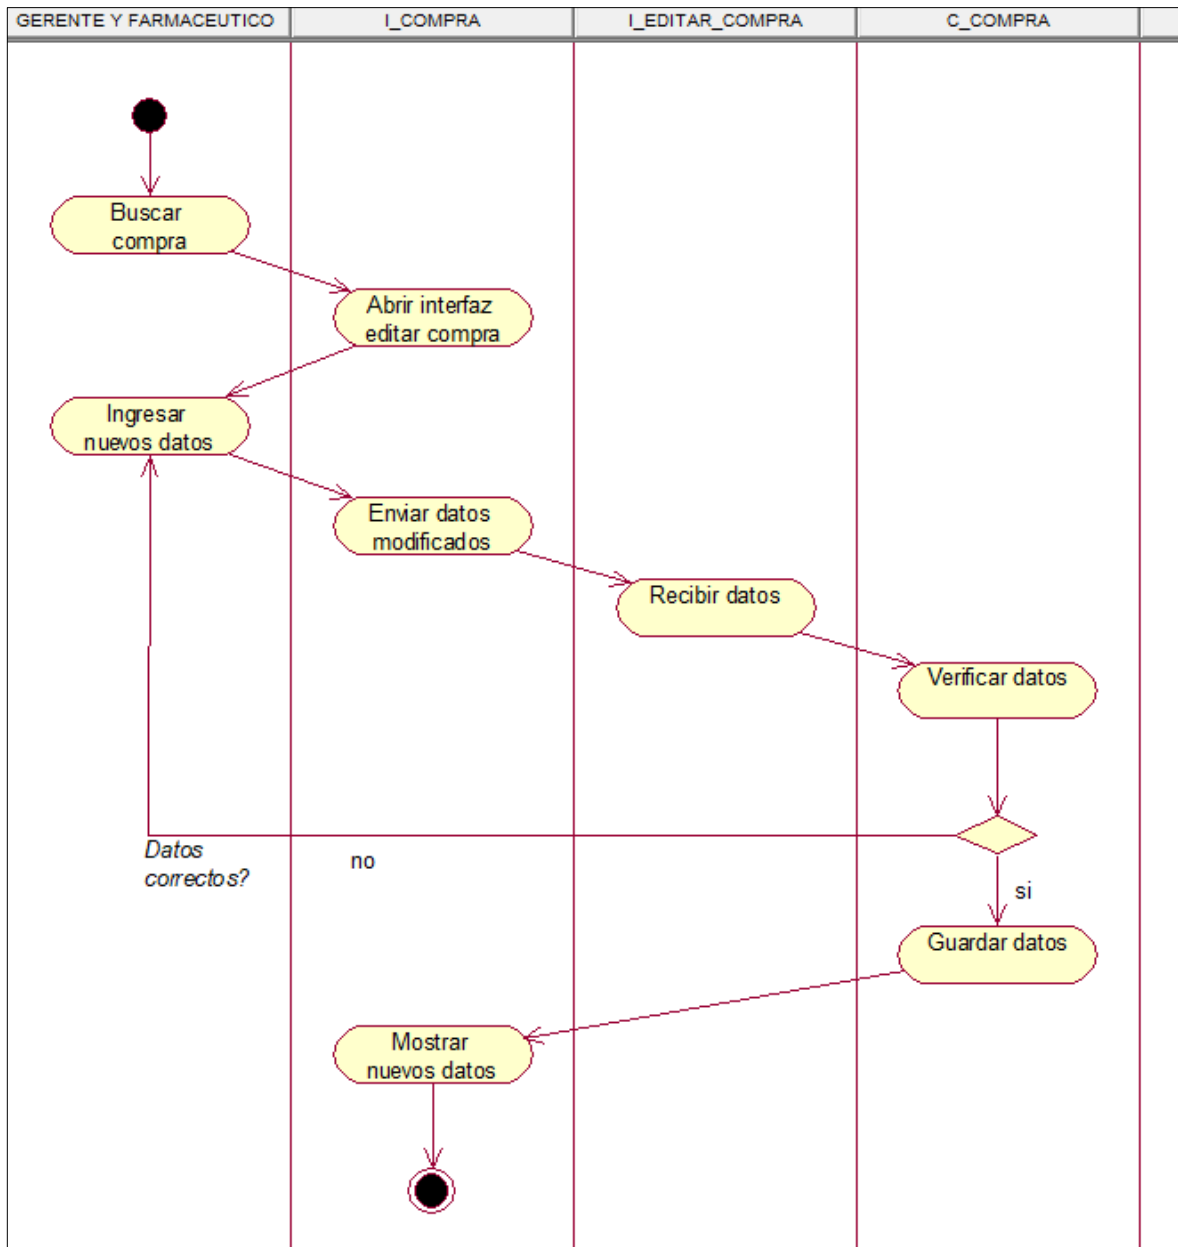 GERENTE Y FARMACEUTICO
I_COMPRA
I_EDITAR_COMPRA
C_COMPRA
Buscar
compra
Abrir interfaz
editar compra
Ingresar
nuevos datos
Enviar datos
modificados
Recibir datos
Verificar datos
Datos
correctos?
no
si
Guardar datos
Mostrar
nuevos datos